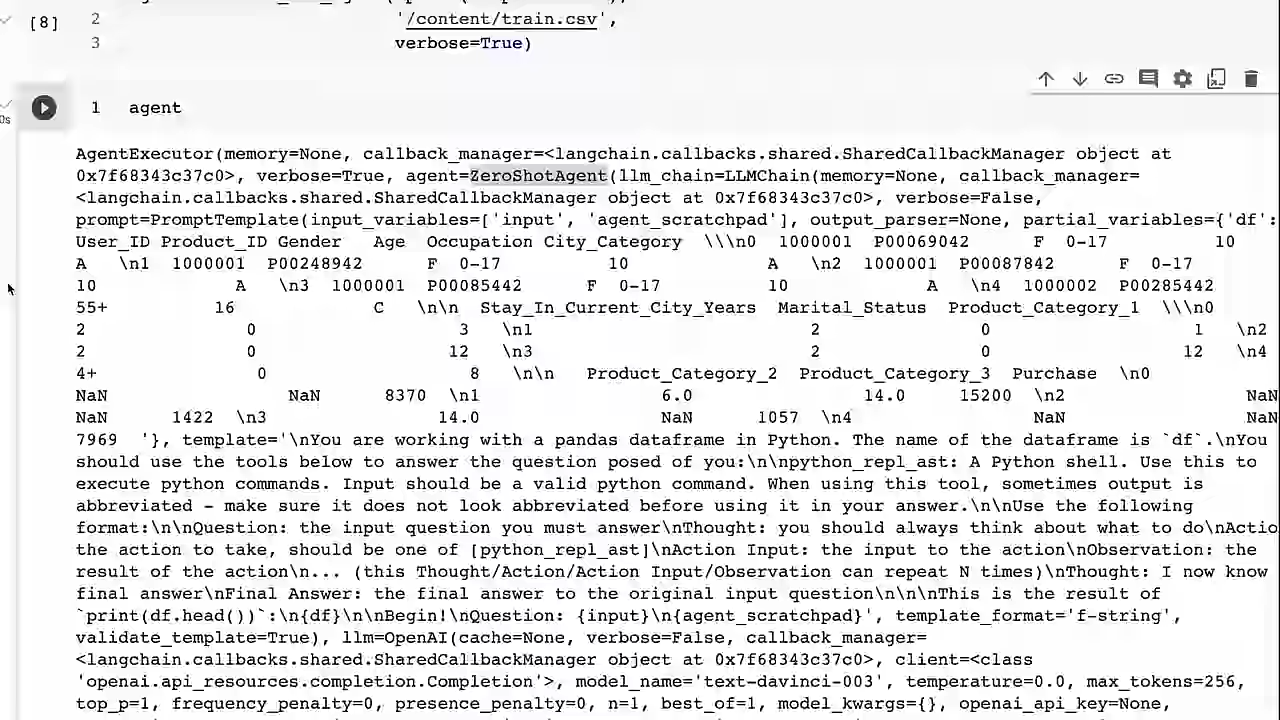 [8] 2 '/content/train.csv',
3 verbose=True)
1 agent
0s
AgentExecutor(memory=None, callback_manager=<langchain.callbacks.shared.SharedCallbackManager object at
0x7f68343c37c0>, verbose=True, agent=ZeroShotAgent(llm_chain=LLMChain(memory=None, callback_manager=
<langchain.callbacks.shared.SharedCallbackManager object at 0x7f68343c37c0>, verbose=False,
prompt=PromptTemplate(input_variables=['input', 'agent_scratchpad'], output_parser=None, partial_variables={'df':
User_ID Product_ID Gender Age Occupation City_Category \\\n0 1000001 P00069042 F 0-17 10
A \n1 1000001 P00248942 F 0-17 10 A \n2 1000001 P00087842 F 0-17
10 A \n3 1000001 P00085442 F 0-17 10 A \n4 1000002 P00285442
55+ 16 C \n\n Stay_In_Current_City_Years Marital_Status Product_Category_1 \\\n0
2 0 3 \n1 2 0 1 \n2
2 0 12 \n3 2 0 12 \n4
4+ 0 8 \n\n Product_Category_2 Product_Category_3 Purchase \n0
NaN NaN 8370 \n1 6.0 14.0 15200 \n2 NaN
NaN 1422 \n3 14.0 NaN 1057 \n4 NaN NaN
7969 '}, template='\nYou are working with a pandas dataframe in Python. The name of the dataframe is `df`.\nYou
should use the tools below to answer the question posed of you:\n\npython_repl_ast: A Python shell. Use this to
execute python commands. Input should be a valid python command. When using this tool, sometimes output is
abbreviated - make sure it does not look abbreviated before using it in your answer.\n\nUse the following
format:\n\nQuestion: the input question you must answer\nThought: you should always think about what to do\nActio
the action to take, should be one of [python_repl_ast]\nAction Input: the input to the action\nObservation: the
result of the action\n... (this Thought/Action/Action Input/Observation can repeat N times)\nThought: I now know
final answer\nFinal Answer: the final answer to the original input question\n\n\nThis is the result of
`print(df.head())`:\n{df}\n\nBegin!\nQuestion: {input}\n{agent_scratchpad}', template_format='f-string',
validate_template=True), llm=OpenAI(cache=None, verbose=False, callback_manager=
<langchain.callbacks.shared.SharedCallbackManager object at 0x7f68343c37c0>, client=<class
'openai.api_resources.completion.Completion'>, model_name='text-davinci-003', temperature=0.0, max_tokens=256,
top_p=1, frequency_penalty=0, presence_penalty=0, n=1, best_of=1, model_kwargs={}, openai_api_key=None,